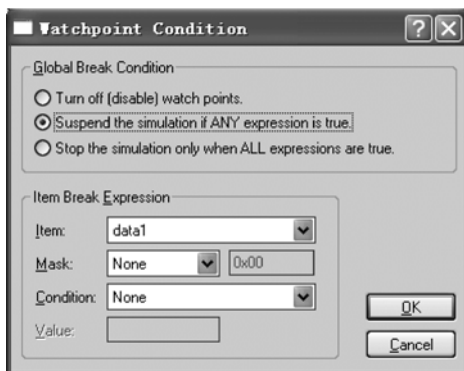 Watchpoint Condition
Global Break Condition
Turn off (disable) watch points.
Suspend the simulation if ANY expression is true.
Stop the simulation only when ALL expressions are true.
Item Break Expression
Item: data1
Mask: None 0x00
Condition: None
Value:
OK
Cancel